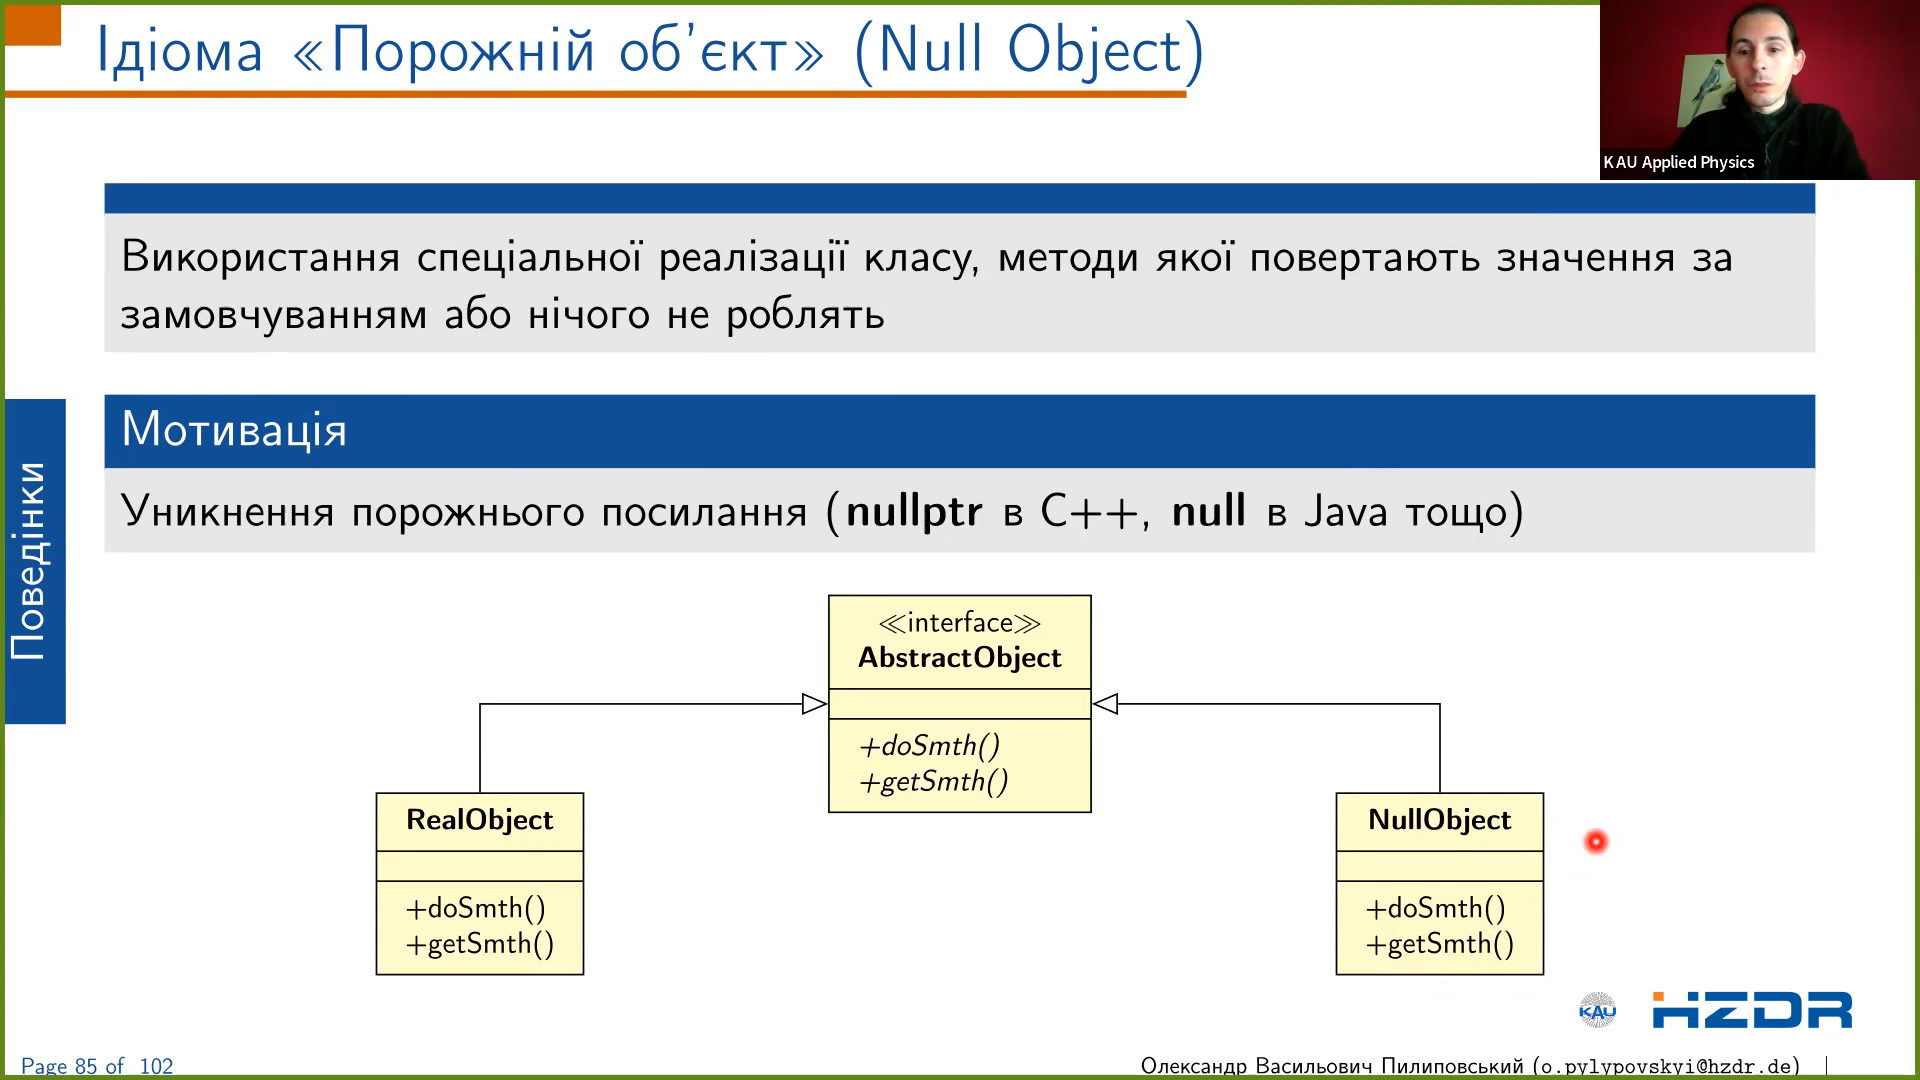 Ідіома «Порожній об’єкт» (Null Object)
KAU Applied Physics
Використання спеціальної реалізації класу, методи якої повертають значення за
замовчуванням або нічого не роблять
Мотивація
Уникнення порожнього посилання (nullptr в C++, null в Java тощо)
Поведінки
≪interface≫
AbstractObject
+doSmth()
+getSmth()
RealObject
+doSmth()
+getSmth()
NullObject
+doSmth()
+getSmth()
KAU
HZDR
Page 85 of 102
Олександр Васильович Пилиповський (o.pylypovskyi@hzdr.de)